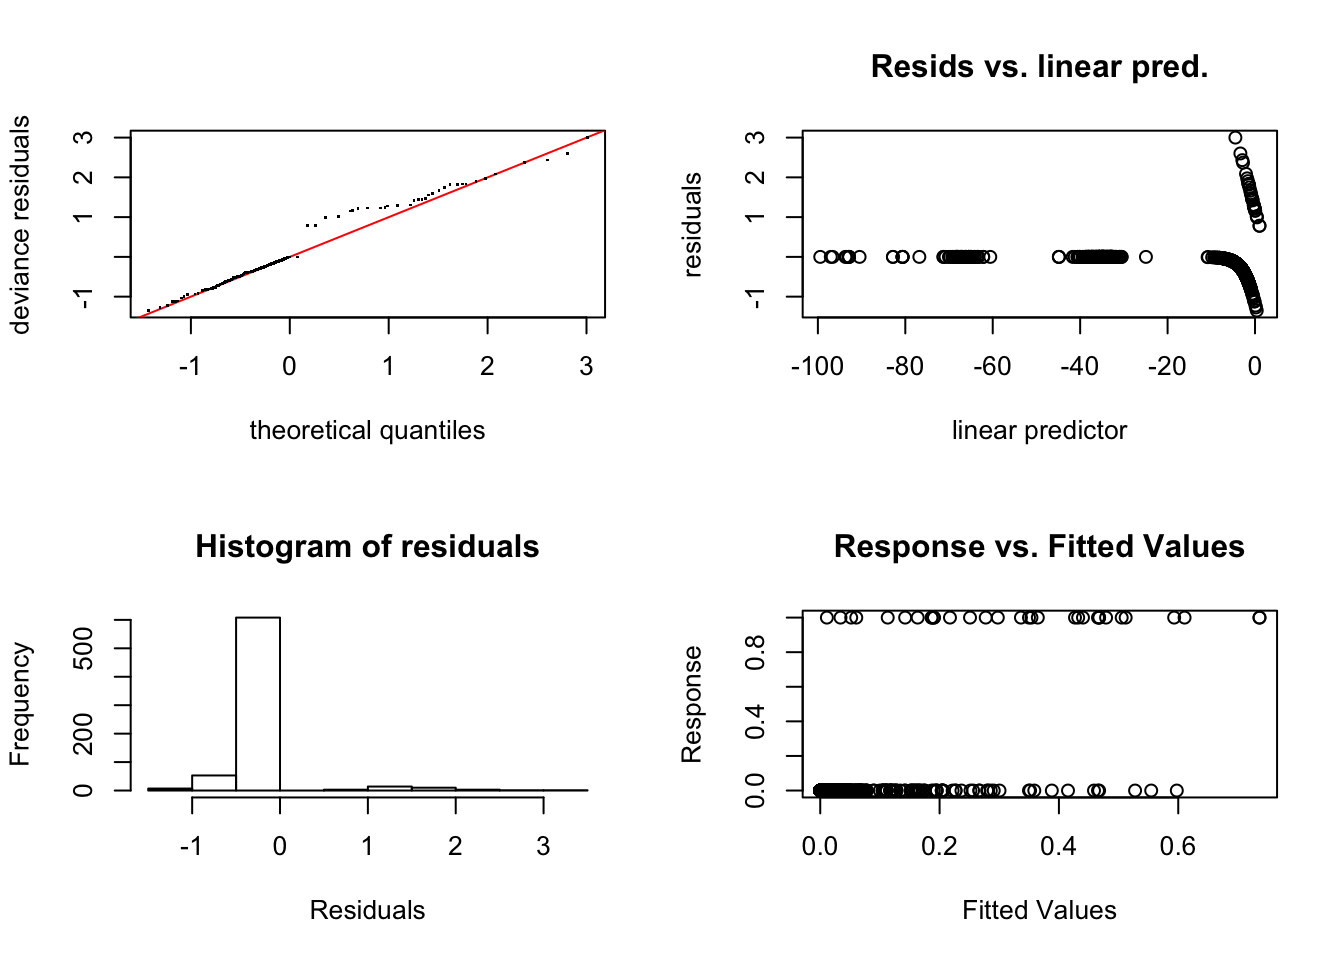 deviance residuals
3
2
1
-1
-1 0 1 2 3
theoretical quantiles
Resids vs. linear pred.
residuals
3
2
1
-1
-100 -80 -60 -40 -20 0
linear predictor
Histogram of residuals
Frequency
500
200
0
-1 0 1 2 3
Residuals
Response vs. Fitted Values
Response
0.8
0.4
0.0
0.0 0.2 0.4 0.6
Fitted Values